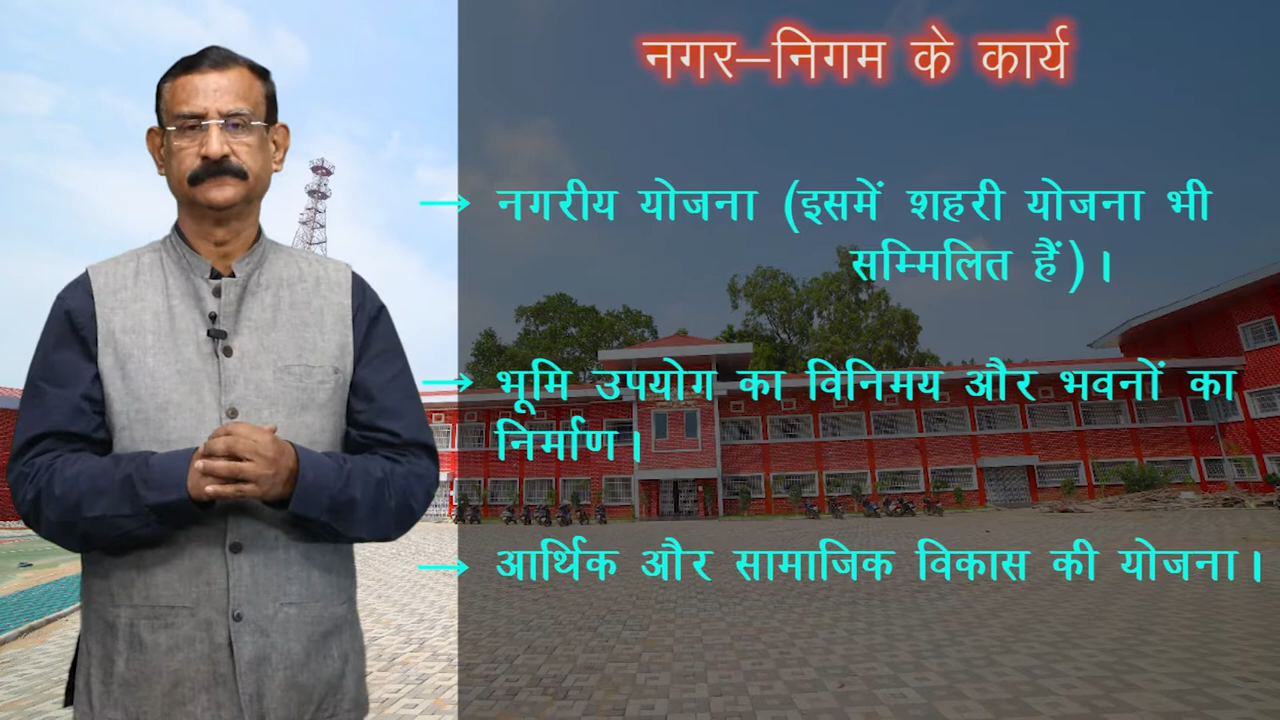 नगर–निगम के कार्य
→ नगरीय योजना (इसमें शहरी योजना भी
सम्मिलित हैं)।
→ भूमि उपयोग का विनिमय और भवनों का
निर्माण।
→ आर्थिक और सामाजिक विकास की योजना।